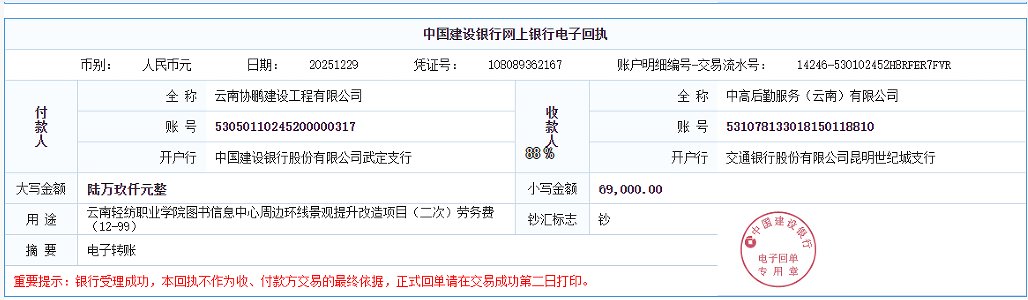 中国建设银行网上银行电子回执
币别： 人民币元 日期： 20251229 凭证号： 108089362167 账户明细编号-交易流水号： 14246-530102452H8RFER7FVR
付款人 全 称 云南协鹏建设工程有限公司 收款人 全 称 中高后勤服务（云南）有限公司
账 号 53050110245200000317 账 号 531078133018150118810
开户行 中国建设银行股份有限公司武定支行 88 % 开户行 交通银行股份有限公司昆明世纪城支行
大写金额 陆万玖仟元整 小写金额 69,000.00
用 途 云南轻纺职业学院图书信息中心周边环线景观提升改造项目（二次）劳务费
（12-99） 钞汇标志 钞
摘 要 电子转账
中国建设银行
电子回单
专 用 章
重要提示：银行受理成功，本回执不作为收、付款方交易的最终依据，正式回单请在交易成功第二日打印。